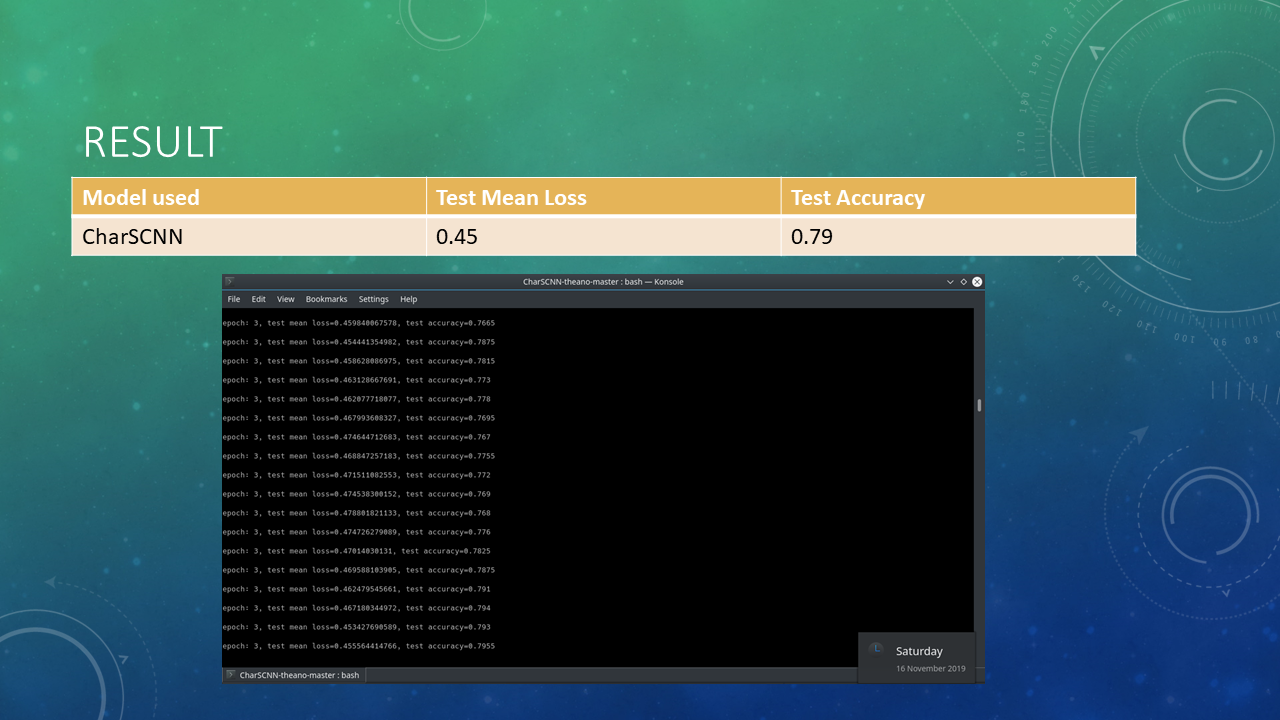 RESULT
Model used Test Mean Loss Test Accuracy
CharSCNN 0.45 0.79
CharSCNN-theano-master : bash — Konsole
File Edit View Bookmarks Settings Help
epoch: 3, test mean loss=0.459840067578, test accuracy=0.7665
epoch: 3, test mean loss=0.454441354982, test accuracy=0.7875
epoch: 3, test mean loss=0.458628086975, test accuracy=0.7815
epoch: 3, test mean loss=0.463128667691, test accuracy=0.773
epoch: 3, test mean loss=0.462077718077, test accuracy=0.778
epoch: 3, test mean loss=0.467993608327, test accuracy=0.7695
epoch: 3, test mean loss=0.474644712683, test accuracy=0.767
epoch: 3, test mean loss=0.468847257183, test accuracy=0.7755
epoch: 3, test mean loss=0.471511082553, test accuracy=0.772
epoch: 3, test mean loss=0.474538300152, test accuracy=0.769
epoch: 3, test mean loss=0.478801821133, test accuracy=0.768
epoch: 3, test mean loss=0.474726279089, test accuracy=0.776
epoch: 3, test mean loss=0.47014030131, test accuracy=0.7825
epoch: 3, test mean loss=0.469588103905, test accuracy=0.7875
epoch: 3, test mean loss=0.462479545661, test accuracy=0.791
epoch: 3, test mean loss=0.467180344972, test accuracy=0.794
epoch: 3, test mean loss=0.453427690589, test accuracy=0.793
epoch: 3, test mean loss=0.455564414766, test accuracy=0.7955
Saturday
16 November 2019
CharSCNN-theano-master : bash